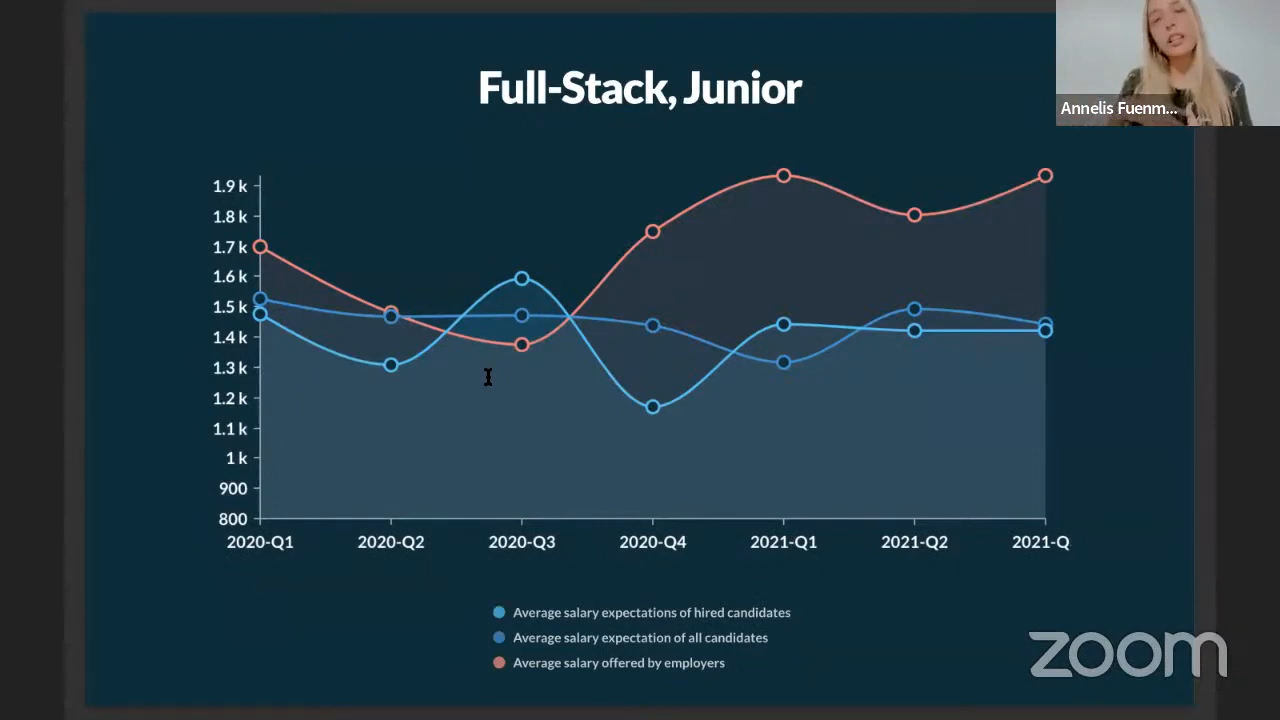 Full-Stack, Junior
Annelis Fuenm...
1.9 k
1.8 k
1.7 k
1.6 k
1.5 k
1.4 k
1.3 k
1.2 k
1.1 k
1 k
900
800
2020-Q1 2020-Q2 2020-Q3 2020-Q4 2021-Q1 2021-Q2 2021-Q
Average salary expectations of hired candidates
Average salary expectation of all candidates
Average salary offered by employers
zoom